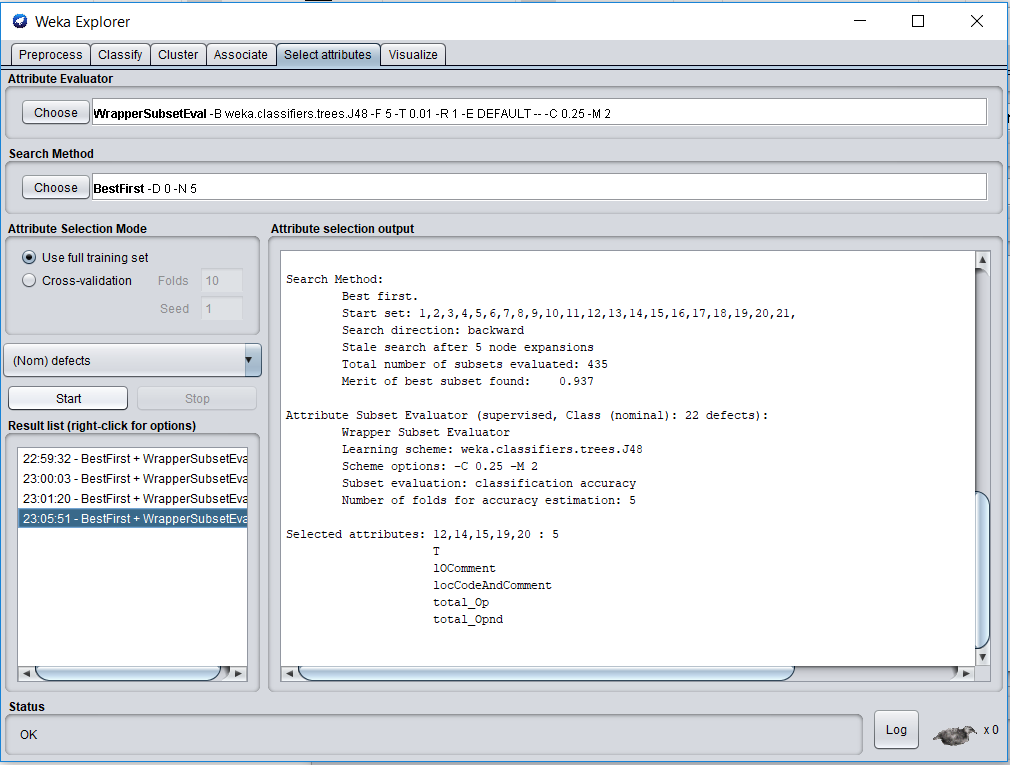 Weka Explorer
Preprocess Classify Cluster Associate Select attributes Visualize
Attribute Evaluator
Choose WrapperSubsetEval -B weka.classifiers.trees.J48 -F 5 -T 0.01 -R 1 -E DEFAULT -- -C 0.25 -M 2
Search Method
Choose BestFirst -D 0 -N 5
Attribute Selection Mode
Use full training set
Cross-validation Folds 10
Seed 1
(Nom) defects
Start Stop
Result list (right-click for options)
22:59:32 - BestFirst + WrapperSubsetEva
23:00:03 - BestFirst + WrapperSubsetEva
23:01:20 - BestFirst + WrapperSubsetEva
23:05:51 - BestFirst + WrapperSubsetEva
Attribute selection output
Search Method:
Best first.
Start set: 1,2,3,4,5,6,7,8,9,10,11,12,13,14,15,16,17,18,19,20,21,
Search direction: backward
Stale search after 5 node expansions
Total number of subsets evaluated: 435
Merit of best subset found: 0.937
Attribute Subset Evaluator (supervised, Class (nominal): 22 defects):
Wrapper Subset Evaluator
Learning scheme: weka.classifiers.trees.J48
Scheme options: -C 0.25 -M 2
Subset evaluation: classification accuracy
Number of folds for accuracy estimation: 5
Selected attributes: 12,14,15,19,20 : 5
T
lOComment
locCodeAndComment
total_Op
total_Opnd
Status
OK
Log x 0